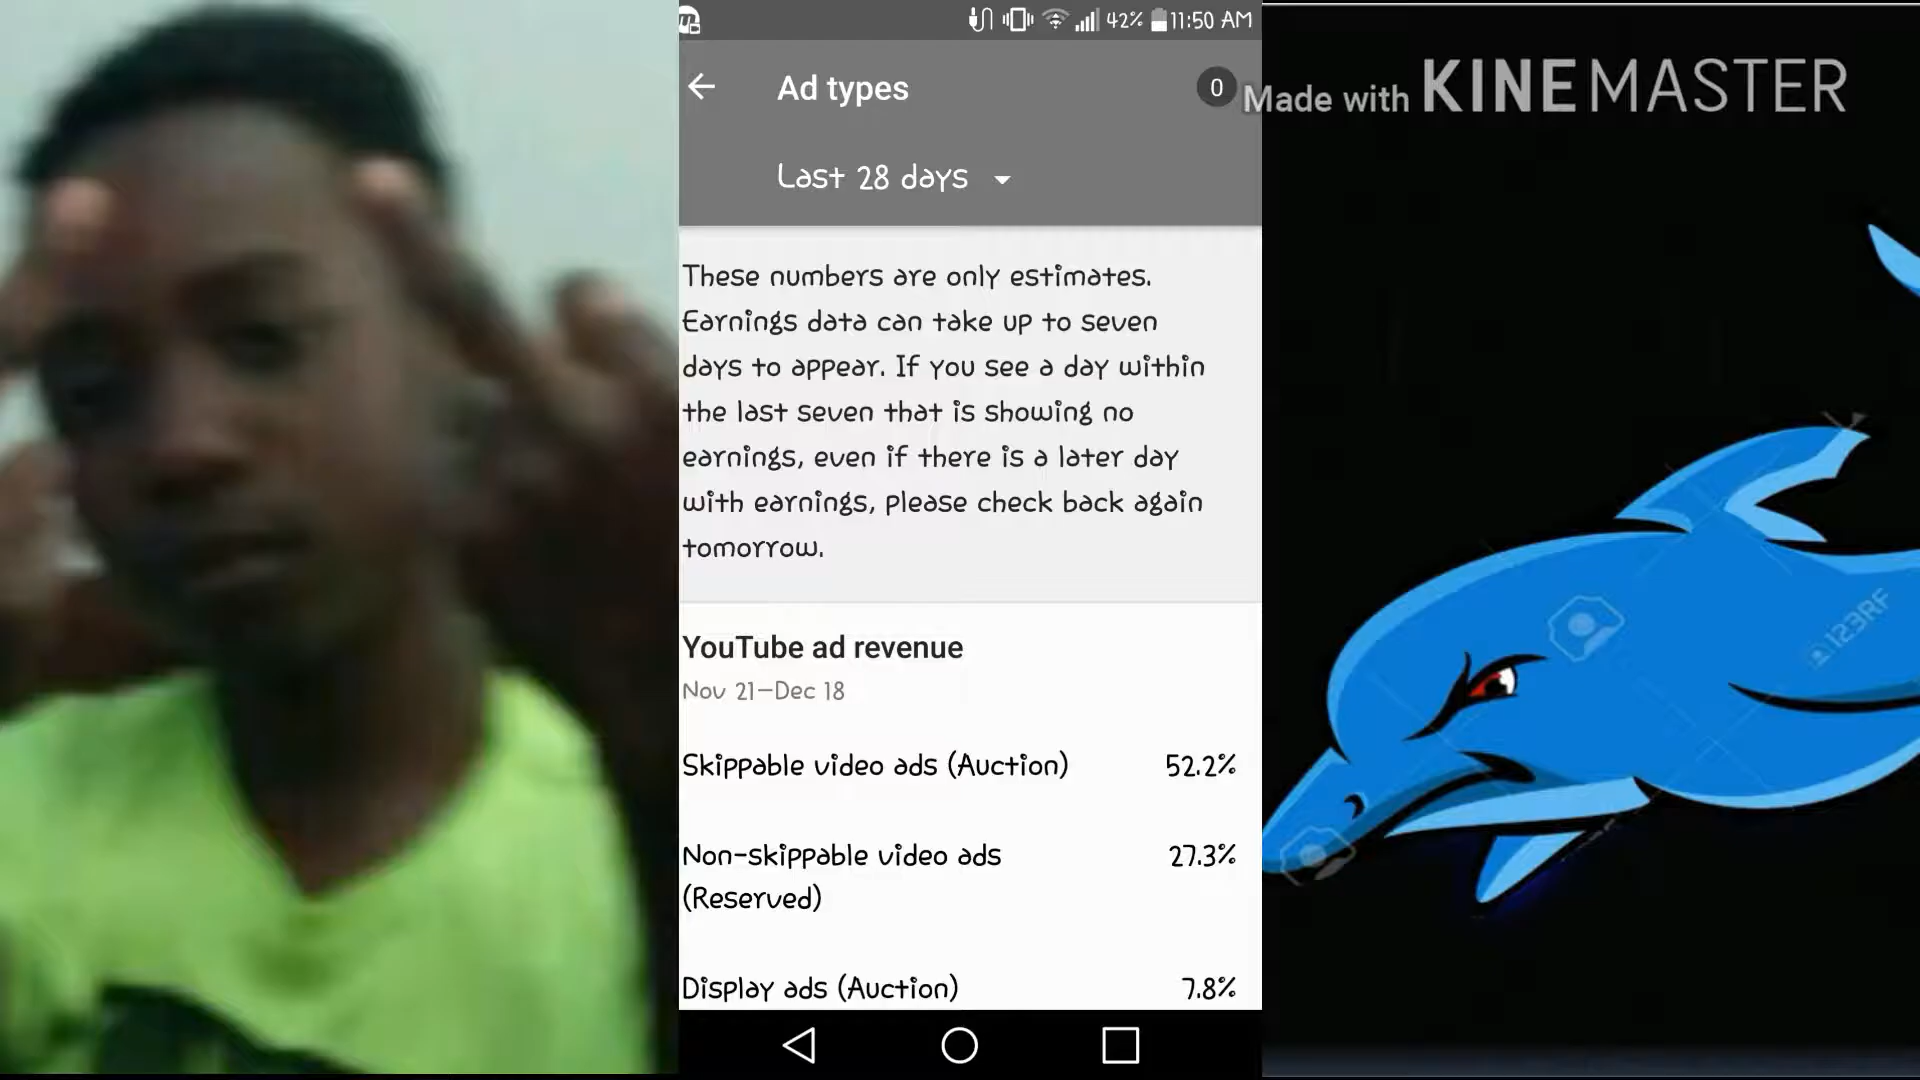 42% 11:50 AM
Ad types
0
Made with KINEMASTER
Last 28 days
These numbers are only estimates.
Earnings data can take up to seven
days to appear. If you see a day within
the last seven that is showing no
earnings, even if there is a later day
with earnings, please check back again
tomorrow.
YouTube ad revenue
Nov 21–Dec 18
Skippable video ads (Auction) 52.2%
Non-skippable video ads 27.3%
(Reserved)
Display ads (Auction) 7.8%
123RF